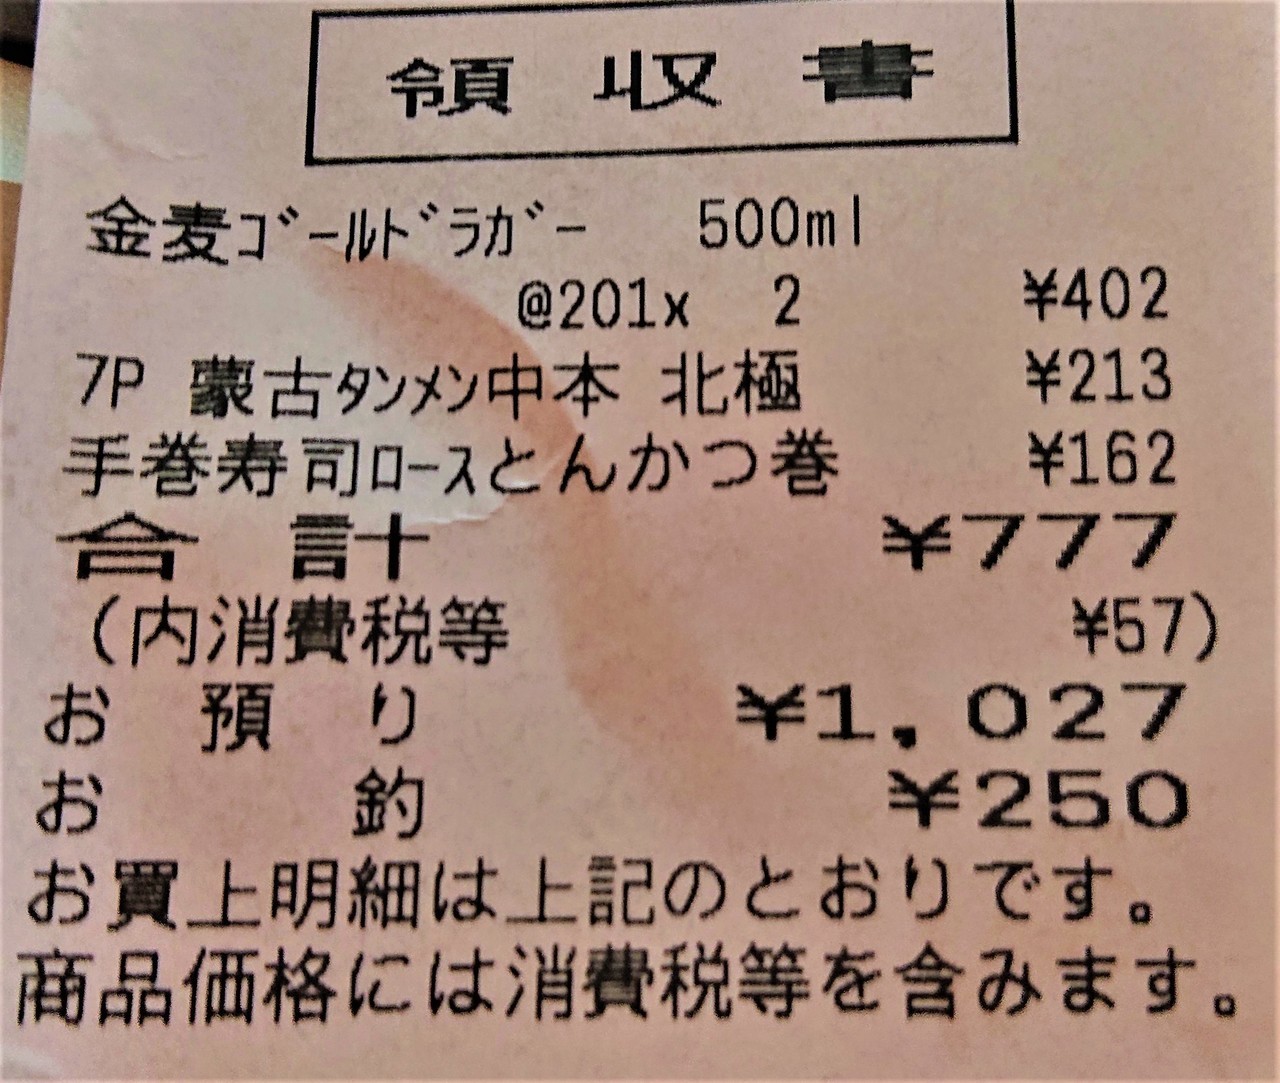 領収書
金麦ｺﾞｰﾙﾄﾞﾗｶﾞｰ 500ml
@201x 2 ¥402
7P 蒙古ﾀﾝﾒﾝ中本 北極 ¥213
手巻寿司ﾛｰｽとんかつ巻 ¥162
合 計 ¥777
(内消費税等 ¥57)
お 預 り ¥1,027
お 釣 ¥250
お買上明細は上記のとおりです。
商品価格には消費税等を含みます。